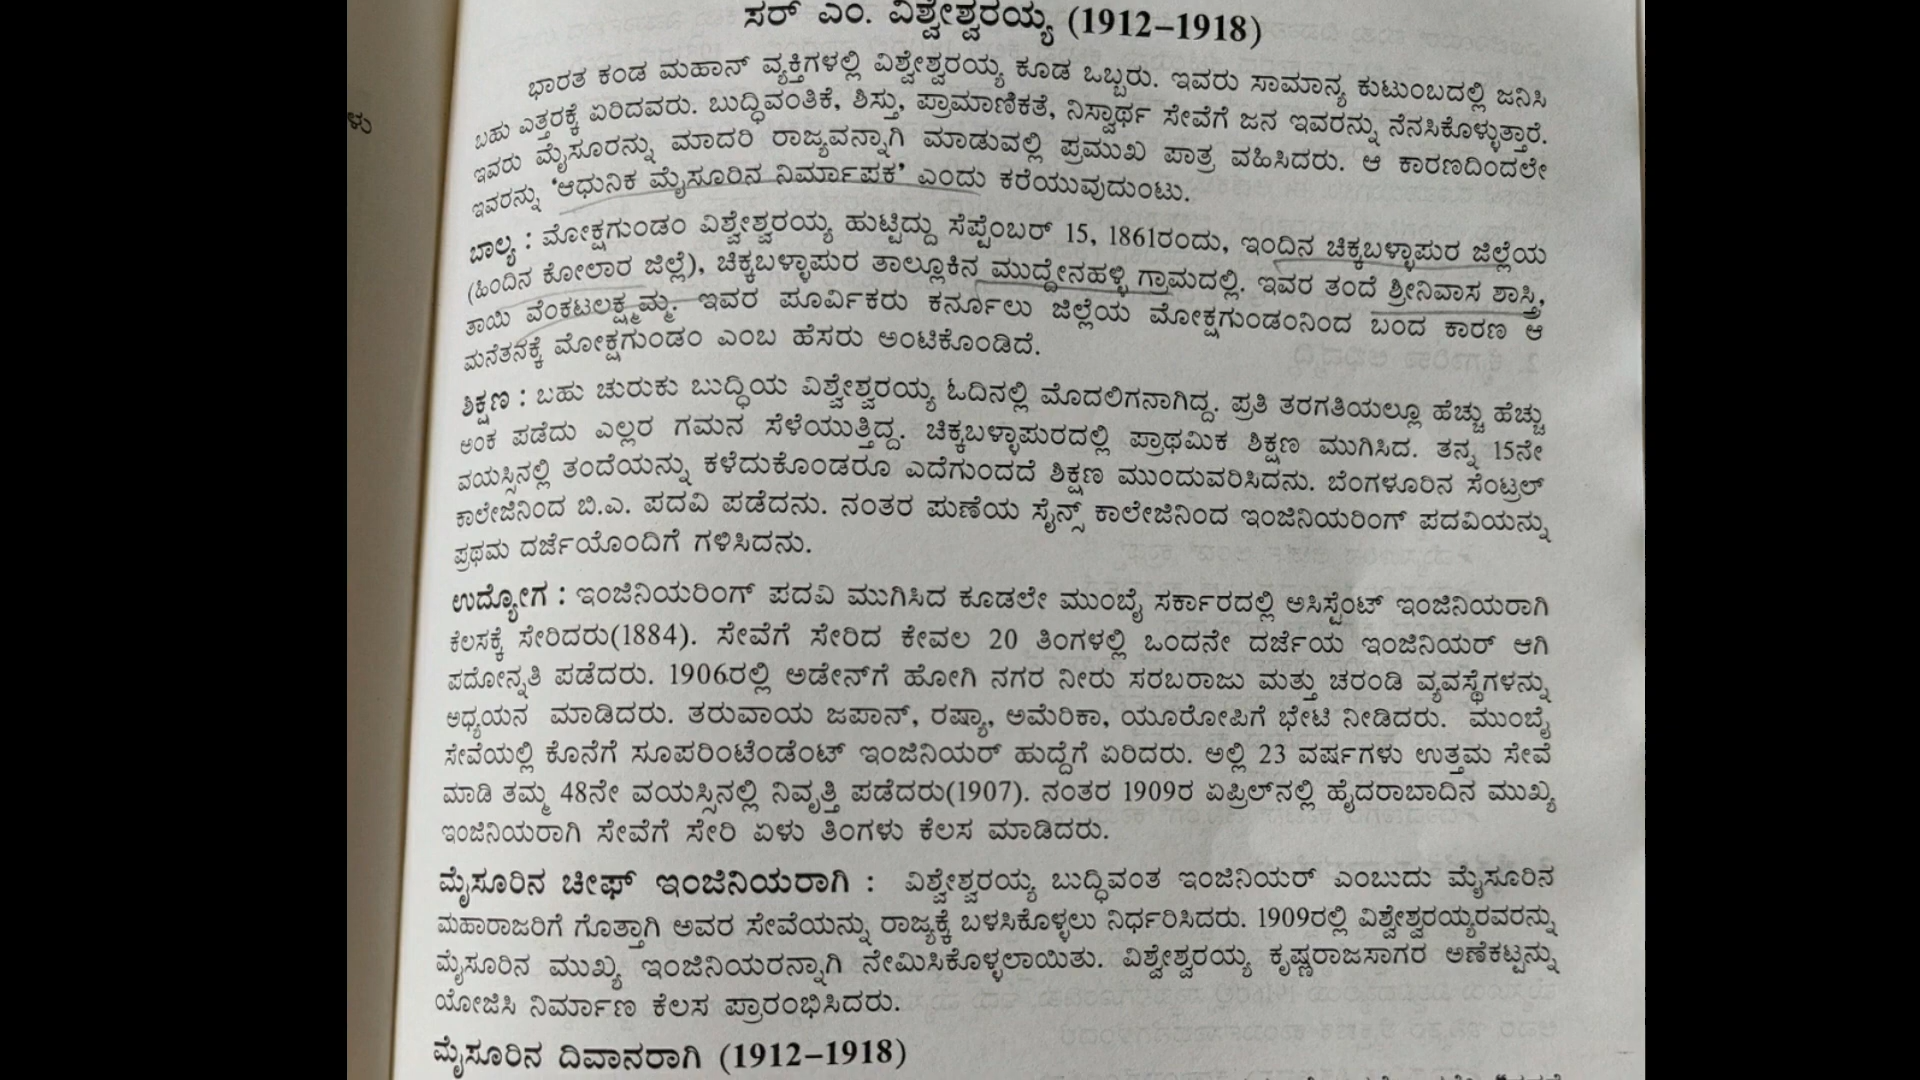 ಸರ್ ಎಂ. ವಿಶ್ವೇಶ್ವರಯ್ಯ (1912–1918)
ಭಾರತ ಕಂಡ ಮಹಾನ್ ವ್ಯಕ್ತಿಗಳಲ್ಲಿ ವಿಶ್ವೇಶ್ವರಯ್ಯ ಕೂಡ ಒಬ್ಬರು. ಇವರು ಸಾಮಾನ್ಯ ಕುಟುಂಬದಲ್ಲಿ ಜನಿಸಿ
ಬಹು ಎತ್ತರಕ್ಕೆ ಏರಿದವರು. ಬುದ್ಧಿವಂತಿಕೆ, ಶಿಸ್ತು, ಪ್ರಾಮಾಣಿಕತೆ, ನಿಸ್ವಾರ್ಥ ಸೇವೆಗೆ ಜನ ಇವರನ್ನು ನೆನಸಿಕೊಳ್ಳುತ್ತಾರೆ.
ಇವರು ಮೈಸೂರನ್ನು ಮಾದರಿ ರಾಜ್ಯವನ್ನಾಗಿ ಮಾಡುವಲ್ಲಿ ಪ್ರಮುಖ ಪಾತ್ರ ವಹಿಸಿದರು. ಆ ಕಾರಣದಿಂದಲೇ
ಇವರನ್ನು 'ಆಧುನಿಕ ಮೈಸೂರಿನ ನಿರ್ಮಾಪಕ' ಎಂದು ಕರೆಯುವುದುಂಟು.
ಬಾಲ್ಯ : ಮೋಕ್ಷಗುಂಡಂ ವಿಶ್ವೇಶ್ವರಯ್ಯ ಹುಟ್ಟಿದ್ದು ಸೆಪ್ಟೆಂಬರ್ 15, 1861ರಂದು, ಇಂದಿನ ಚಿಕ್ಕಬಳ್ಳಾಪುರ ಜಿಲ್ಲೆಯ
(ಹಿಂದಿನ ಕೋಲಾರ ಜಿಲ್ಲೆ), ಚಿಕ್ಕಬಳ್ಳಾಪುರ ತಾಲ್ಲೂಕಿನ ಮುದ್ದೇನಹಳ್ಳಿ ಗ್ರಾಮದಲ್ಲಿ. ಇವರ ತಂದೆ ಶ್ರೀನಿವಾಸ ಶಾಸ್ತ್ರಿ,
ತಾಯಿ ವೆಂಕಟಲಕ್ಷ್ಮಮ್ಮ. ಇವರ ಪೂರ್ವಿಕರು ಕರ್ನೂಲು ಜಿಲ್ಲೆಯ ಮೋಕ್ಷಗುಂಡಂನಿಂದ ಬಂದ ಕಾರಣ ಆ
ಮನೆತನಕ್ಕೆ ಮೋಕ್ಷಗುಂಡಂ ಎಂಬ ಹೆಸರು ಅಂಟಿಕೊಂಡಿದೆ.
ಶಿಕ್ಷಣ : ಬಹು ಚುರುಕು ಬುದ್ಧಿಯ ವಿಶ್ವೇಶ್ವರಯ್ಯ ಓದಿನಲ್ಲಿ ಮೊದಲಿಗನಾಗಿದ್ದ. ಪ್ರತಿ ತರಗತಿಯಲ್ಲೂ ಹೆಚ್ಚು ಹೆಚ್ಚು
ಅಂಕ ಪಡೆದು ಎಲ್ಲರ ಗಮನ ಸೆಳೆಯುತ್ತಿದ್ದ. ಚಿಕ್ಕಬಳ್ಳಾಪುರದಲ್ಲಿ ಪ್ರಾಥಮಿಕ ಶಿಕ್ಷಣ ಮುಗಿಸಿದ. ತನ್ನ 15ನೇ
ವಯಸ್ಸಿನಲ್ಲಿ ತಂದೆಯನ್ನು ಕಳೆದುಕೊಂಡರೂ ಎದೆಗುಂದದೆ ಶಿಕ್ಷಣ ಮುಂದುವರಿಸಿದನು. ಬೆಂಗಳೂರಿನ ಸೆಂಟ್ರಲ್
ಕಾಲೇಜಿನಿಂದ ಬಿ.ಎ. ಪದವಿ ಪಡೆದನು. ನಂತರ ಪುಣೆಯ ಸೈನ್ಸ್ ಕಾಲೇಜಿನಿಂದ ಇಂಜಿನಿಯರಿಂಗ್ ಪದವಿಯನ್ನು
ಪ್ರಥಮ ದರ್ಜೆಯೊಂದಿಗೆ ಗಳಿಸಿದನು.
ಉದ್ಯೋಗ : ಇಂಜಿನಿಯರಿಂಗ್ ಪದವಿ ಮುಗಿಸಿದ ಕೂಡಲೇ ಮುಂಬೈ ಸರ್ಕಾರದಲ್ಲಿ ಅಸಿಸ್ಟೆಂಟ್ ಇಂಜಿನಿಯರಾಗಿ
ಕೆಲಸಕ್ಕೆ ಸೇರಿದರು(1884). ಸೇವೆಗೆ ಸೇರಿದ ಕೇವಲ 20 ತಿಂಗಳಲ್ಲಿ ಒಂದನೇ ದರ್ಜೆಯ ಇಂಜಿನಿಯರ್ ಆಗಿ
ಪದೋನ್ನತಿ ಪಡೆದರು. 1906ರಲ್ಲಿ ಅಡೇನ್‌ಗೆ ಹೋಗಿ ನಗರ ನೀರು ಸರಬರಾಜು ಮತ್ತು ಚರಂಡಿ ವ್ಯವಸ್ಥೆಗಳನ್ನು
ಅಧ್ಯಯನ ಮಾಡಿದರು. ತರುವಾಯ ಜಪಾನ್, ರಷ್ಯಾ, ಅಮೆರಿಕಾ, ಯೂರೋಪಿಗೆ ಭೇಟಿ ನೀಡಿದರು. ಮುಂಬೈ
ಸೇವೆಯಲ್ಲಿ ಕೊನೆಗೆ ಸೂಪರಿಂಟೆಂಡೆಂಟ್ ಇಂಜಿನಿಯರ್ ಹುದ್ದೆಗೆ ಏರಿದರು. ಅಲ್ಲಿ 23 ವರ್ಷಗಳು ಉತ್ತಮ ಸೇವೆ
ಮಾಡಿ ತಮ್ಮ 48ನೇ ವಯಸ್ಸಿನಲ್ಲಿ ನಿವೃತ್ತಿ ಪಡೆದರು(1907). ನಂತರ 1909ರ ಏಪ್ರಿಲ್‌ನಲ್ಲಿ ಹೈದರಾಬಾದಿನ ಮುಖ್ಯ
ಇಂಜಿನಿಯರಾಗಿ ಸೇವೆಗೆ ಸೇರಿ ಏಳು ತಿಂಗಳು ಕೆಲಸ ಮಾಡಿದರು.
ಮೈಸೂರಿನ ಚೀಫ್ ಇಂಜಿನಿಯರಾಗಿ : ವಿಶ್ವೇಶ್ವರಯ್ಯ ಬುದ್ಧಿವಂತ ಇಂಜಿನಿಯರ್ ಎಂಬುದು ಮೈಸೂರಿನ
ಮಹಾರಾಜರಿಗೆ ಗೊತ್ತಾಗಿ ಅವರ ಸೇವೆಯನ್ನು ರಾಜ್ಯಕ್ಕೆ ಬಳಸಿಕೊಳ್ಳಲು ನಿರ್ಧರಿಸಿದರು. 1909ರಲ್ಲಿ ವಿಶ್ವೇಶ್ವರಯ್ಯರವರನ್ನು
ಮೈಸೂರಿನ ಮುಖ್ಯ ಇಂಜಿನಿಯರನ್ನಾಗಿ ನೇಮಿಸಿಕೊಳ್ಳಲಾಯಿತು. ವಿಶ್ವೇಶ್ವರಯ್ಯ ಕೃಷ್ಣರಾಜಸಾಗರ ಅಣೆಕಟ್ಟನ್ನು
ಯೋಜಿಸಿ ನಿರ್ಮಾಣ ಕೆಲಸ ಪ್ರಾರಂಭಿಸಿದರು.
ಮೈಸೂರಿನ ದಿವಾನರಾಗಿ (1912–1918)